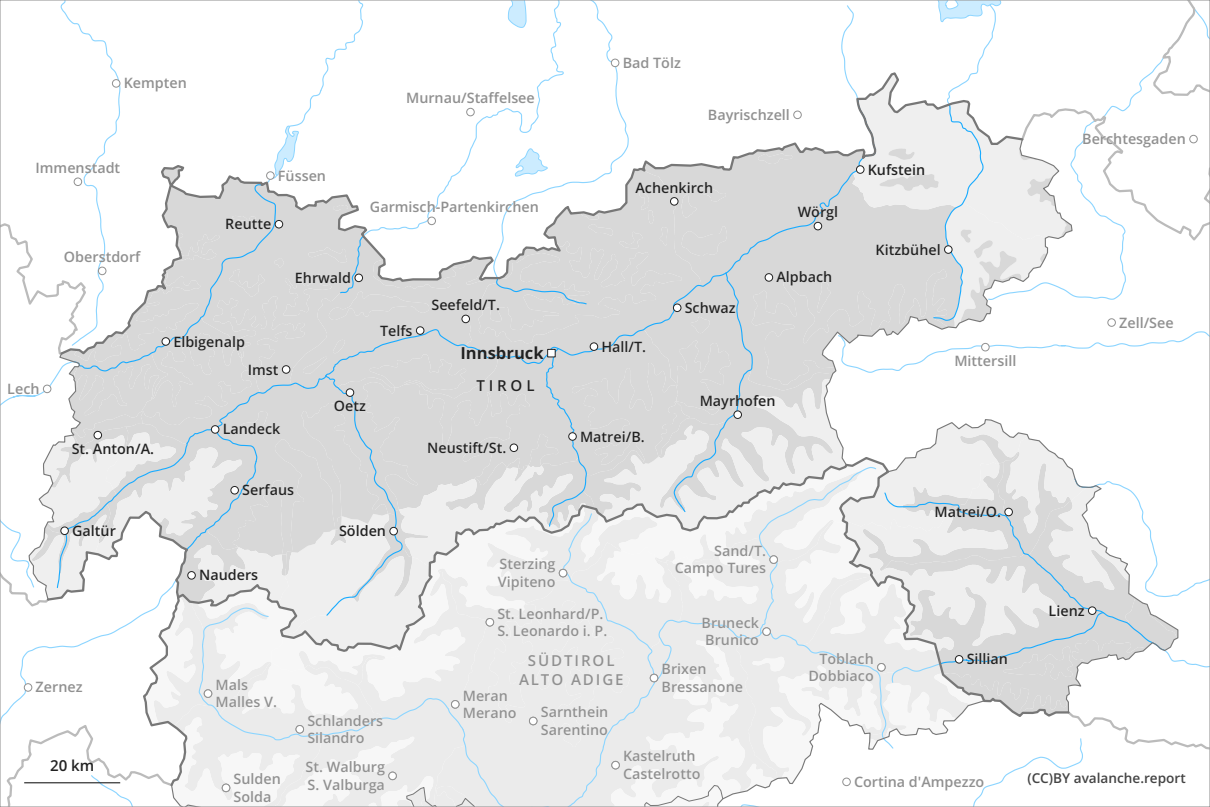 Bad Tölz
Kempten
Murnau/Staffelsee
Bayrischzell
Berchtesgaden
Immenstadt
Füssen
Kufstein
Achenkirch
Garmisch-Partenkirchen
Wörgl
Reutte
Kitzbühel
Oberstdorf
Ehrwald
Alpbach
Seefeld/T.
Schwaz
Zell/See
Telfs
Elbigenalp
Hall/T.
Innsbruck
Mittersill
Imst
TIROL
Lech
Mayrhofen
Oetz
Landeck
Matrei/B.
St. Anton/A.
Neustift/St.
Serfaus
Matrei/O.
Galtür
Sölden
Sand/T.
Campo Tures
Sterzing
Vipiteno
Nauders
Lienz
St. Leonhard/P.
S. Leonardo i. P.
Bruneck
Brunico
SÜDTIROL
ALTO ADIGE
Sillian
Toblach
Dobbiaco
Brixen
Bressanone
Zernez
Mals
Malles V.
Meran
Merano
Sarnthein
Sarentino
Schlanders
Silandro
Kastelruth
Castelrotto
St. Walburg
S. Valburga
20 km
Sulden
Solda
Cortina d'Ampezzo
(CC)BY avalanche.report